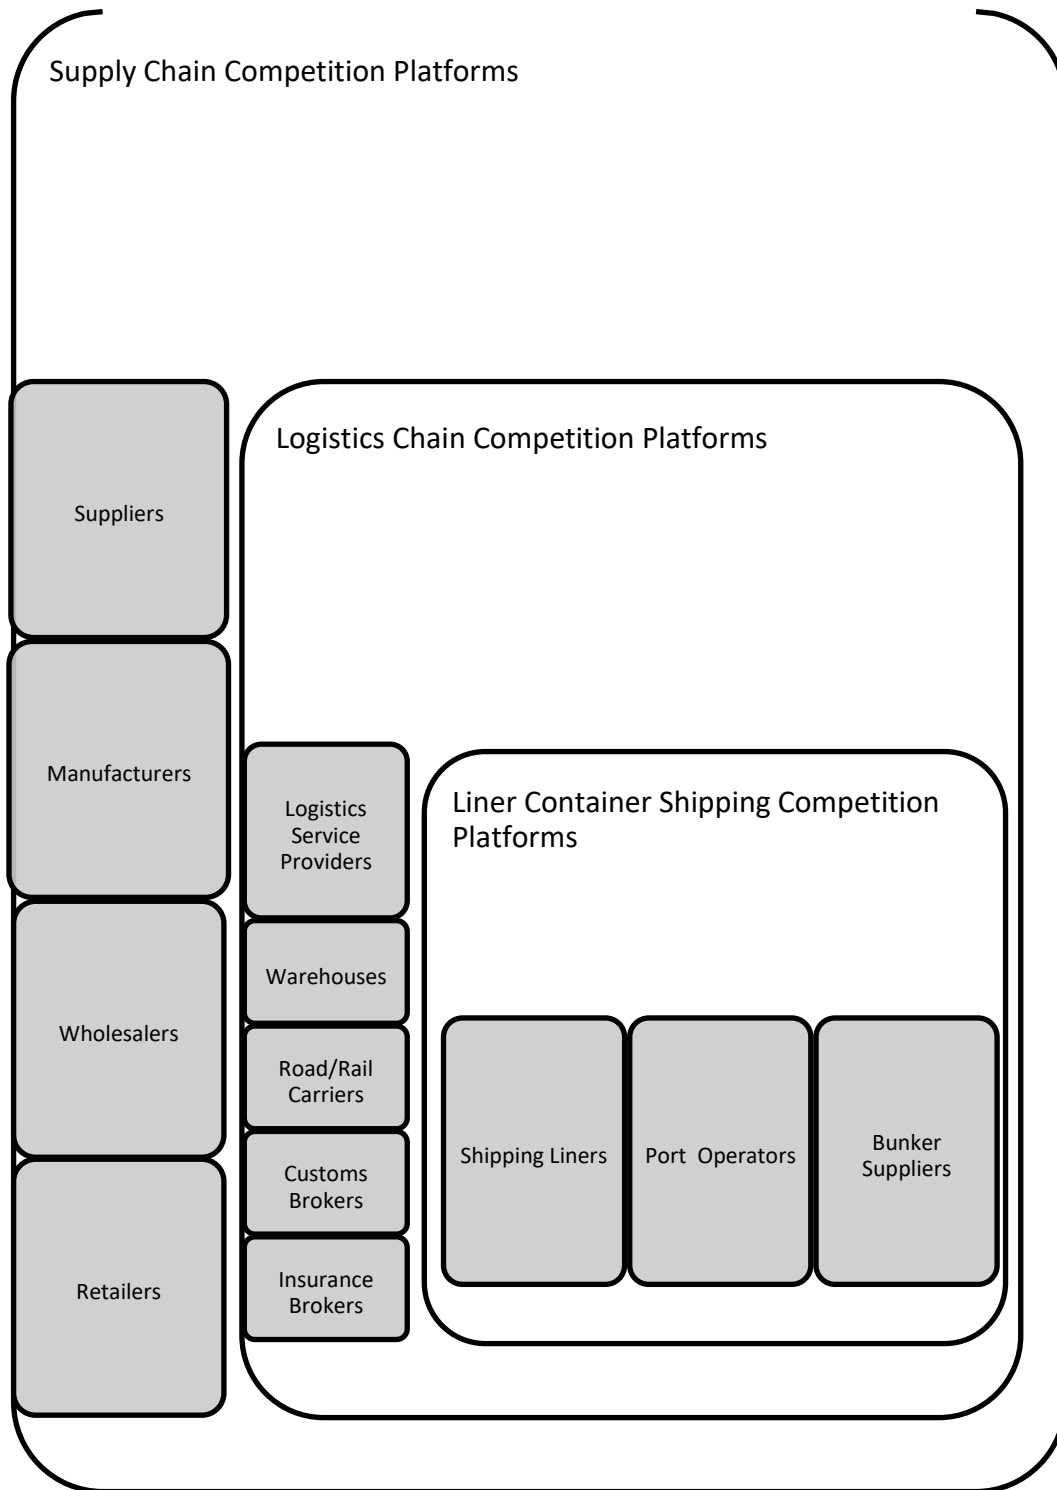 Supply Chain Competition Platforms
Suppliers
Manufacturers
Wholesalers
Retailers
Logistics Chain Competition Platforms
Logistics
Service
Providers
Warehouses
Road/Rail
Carriers
Customs
Brokers
Insurance
Brokers
Liner Container Shipping Competition
Platforms
Shipping Liners
Port  Operators
Bunker
Suppliers